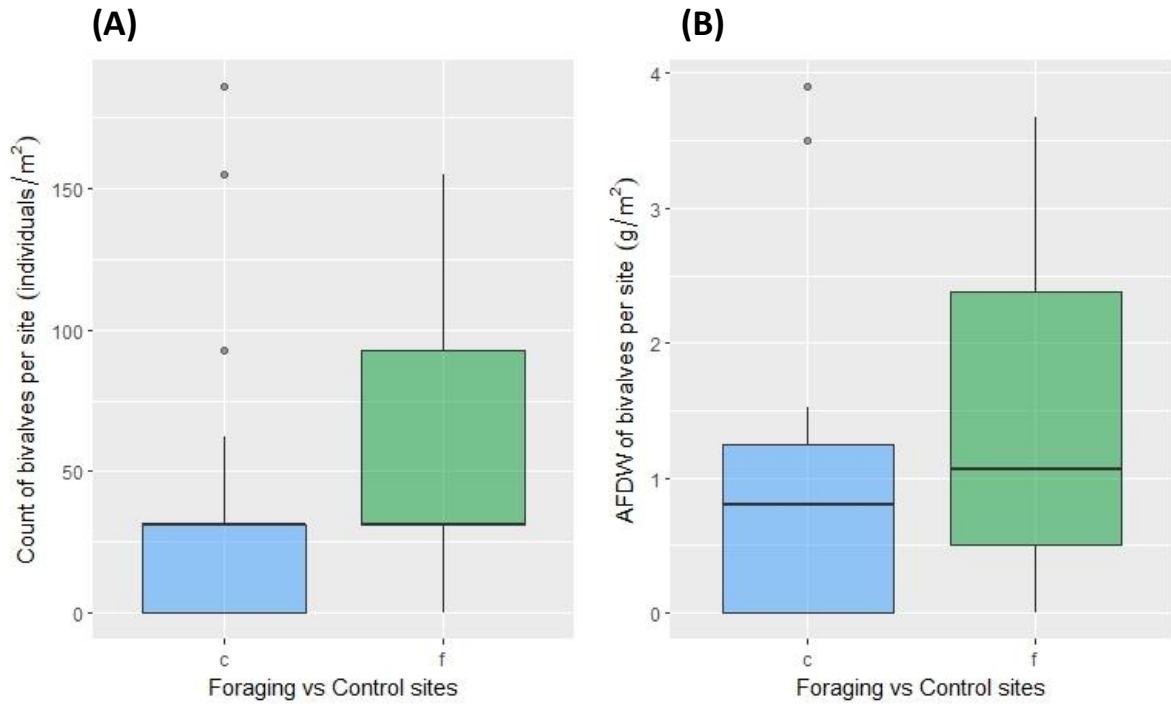 (A)
Count of bivalves per site (individuals/m²)
150
100
50
0
c
f
Foraging vs Control sites
(B)
AFDW of bivalves per site (g/m²)
4
3
2
1
0
c
f
Foraging vs Control sites